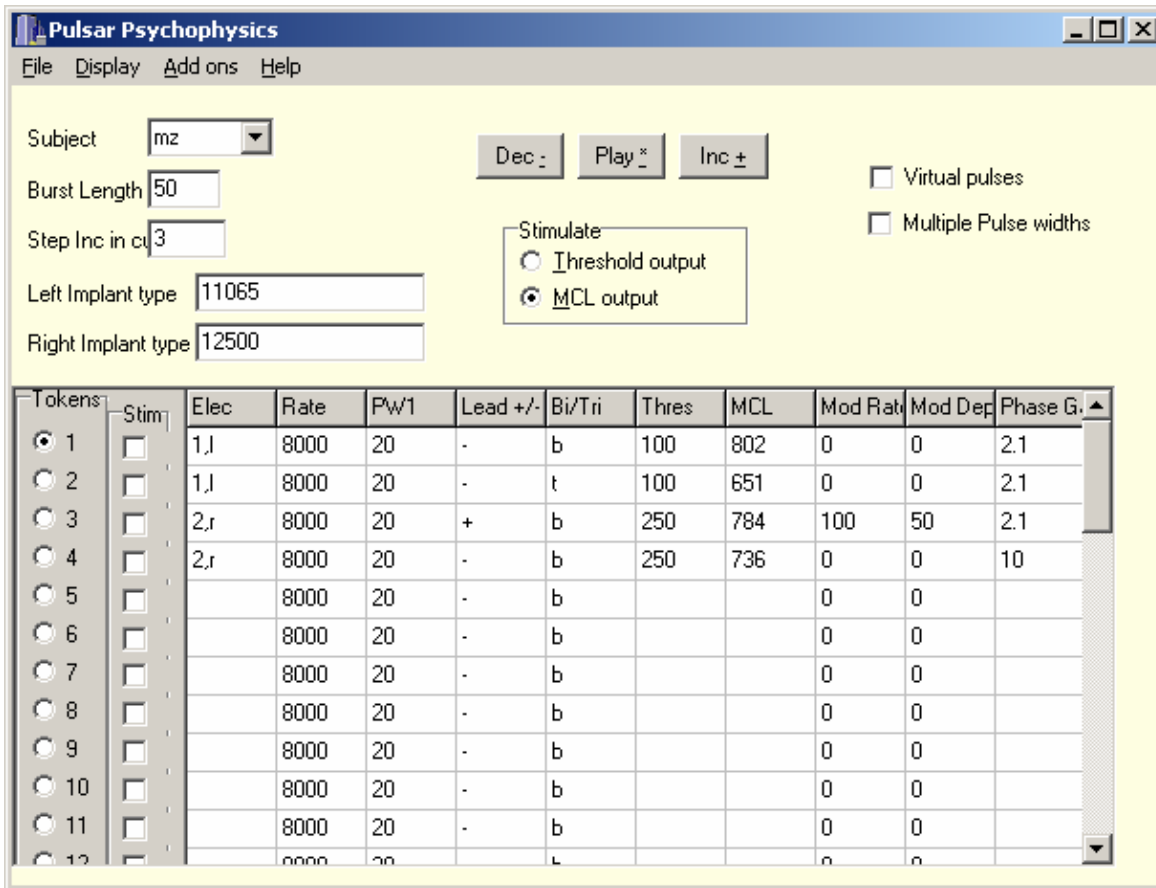 Pulsar Psychophysics
File Display Add ons Help
Subject mz
Burst Length 50
Step Inc in cu 3
Left Implant type 11065
Right Implant type 12500
Dec - Play * Inc +
Stimulate
Threshold output
MCL output
Virtual pulses
Multiple Pulse widths
Tokens Stim Elec Rate PW1 Lead +/- Bi/Tri Thres MCL Mod Rat Mod Dep Phase G
1 1,l 8000 20 - b 100 802 0 0 2.1
2 1,l 8000 20 - t 100 651 0 0 2.1
3 2,r 8000 20 + b 250 784 100 50 2.1
4 2,r 8000 20 - b 250 736 0 0 10
5 8000 20 - b 0 0
6 8000 20 - b 0 0
7 8000 20 - b 0 0
8 8000 20 - b 0 0
9 8000 20 - b 0 0
10 8000 20 - b 0 0
11 8000 20 - b 0 0